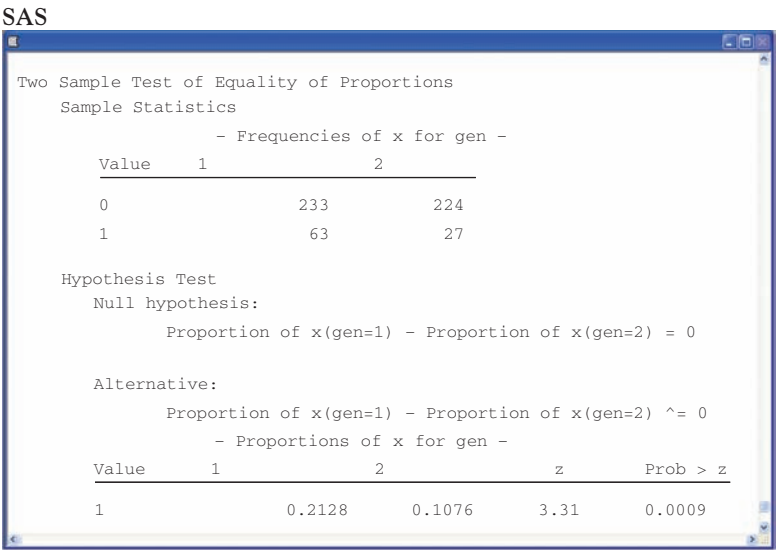 SAS
Two Sample Test of Equality of Proportions
Sample Statistics
– Frequencies of x for gen –
Value 1 2
0 233 224
1 63 27
Hypothesis Test
Null hypothesis:
Proportion of x(gen=1) – Proportion of x(gen=2) = 0
Alternative:
Proportion of x(gen=1) – Proportion of x(gen=2) ^= 0
– Proportions of x for gen –
Value 1 2 z Prob > z
1 0.2128 0.1076 3.31 0.0009